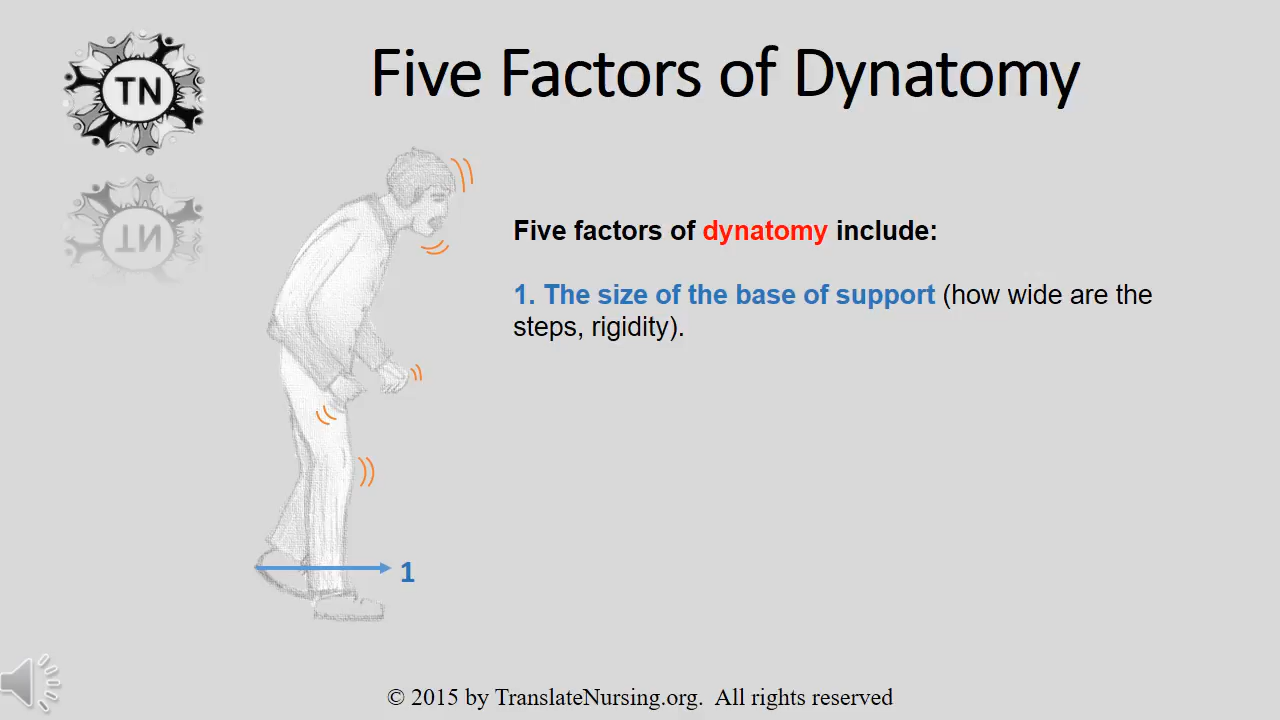 TN
Five Factors of Dynatomy
Five factors of dynatomy include:
1. The size of the base of support (how wide are the
steps, rigidity).
1
© 2015 by TranslateNursing.org.  All rights reserved